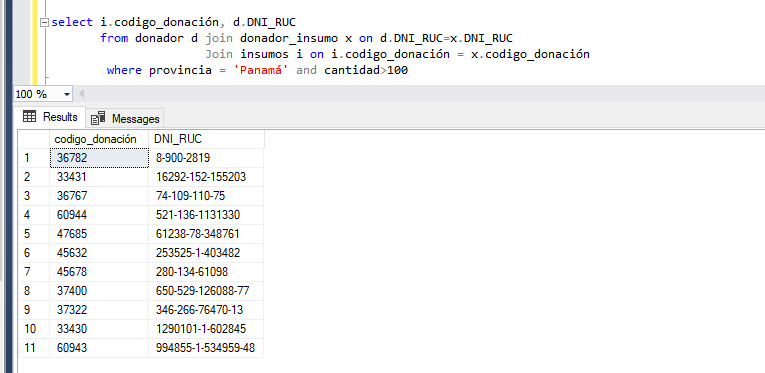 select i.codigo_donación, d.DNI_RUC
from donador d join donador_insumo x on d.DNI_RUC=x.DNI_RUC
Join insumos i on i.codigo_donación = x.codigo_donación
where provincia = 'Panamá' and cantidad>100
100 %
Results Messages
codigo_donación DNI_RUC
1 36782 8-900-2819
2 33431 16292-152-155203
3 36767 74-109-110-75
4 60944 521-136-1131330
5 47685 61238-78-348761
6 45632 253525-1-403482
7 45678 280-134-61098
8 37400 650-529-126088-77
9 37322 346-266-76470-13
10 33430 1290101-1-602845
11 60943 994855-1-534959-48